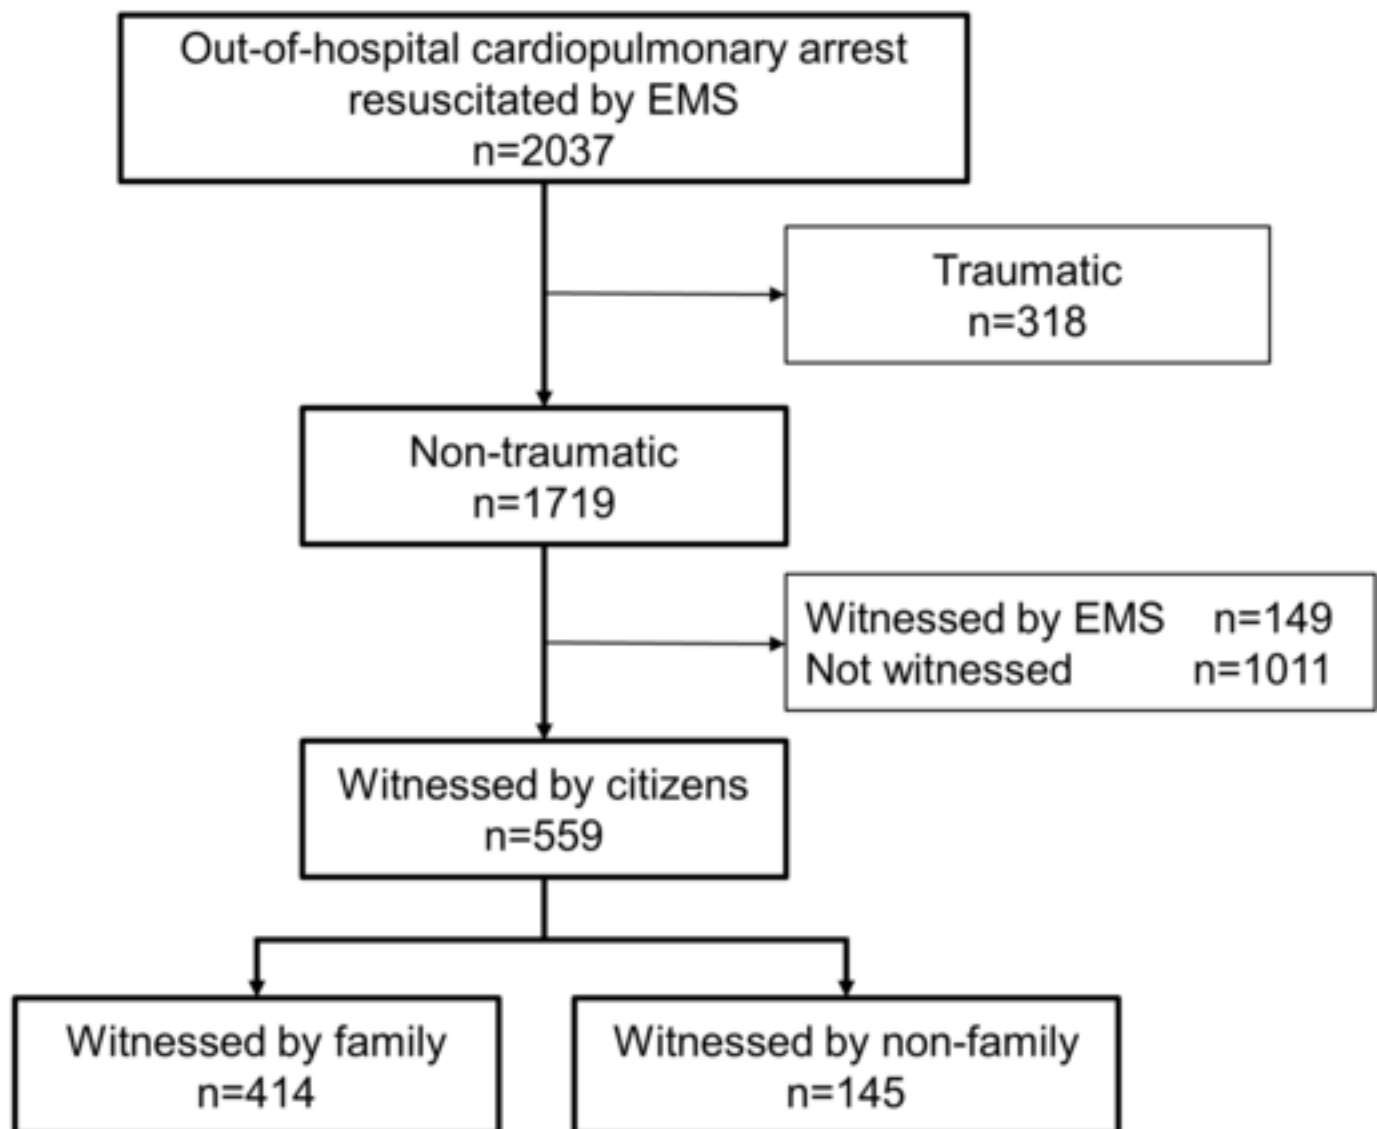 Out-of-hospital cardiopulmonary arrest
resuscitated by EMS
n=2037
Traumatic
n=318
Non-traumatic
n=1719
Witnessed by EMS n=149
Not witnessed n=1011
Witnessed by citizens
n=559
Witnessed by family
n=414
Witnessed by non-family
n=145